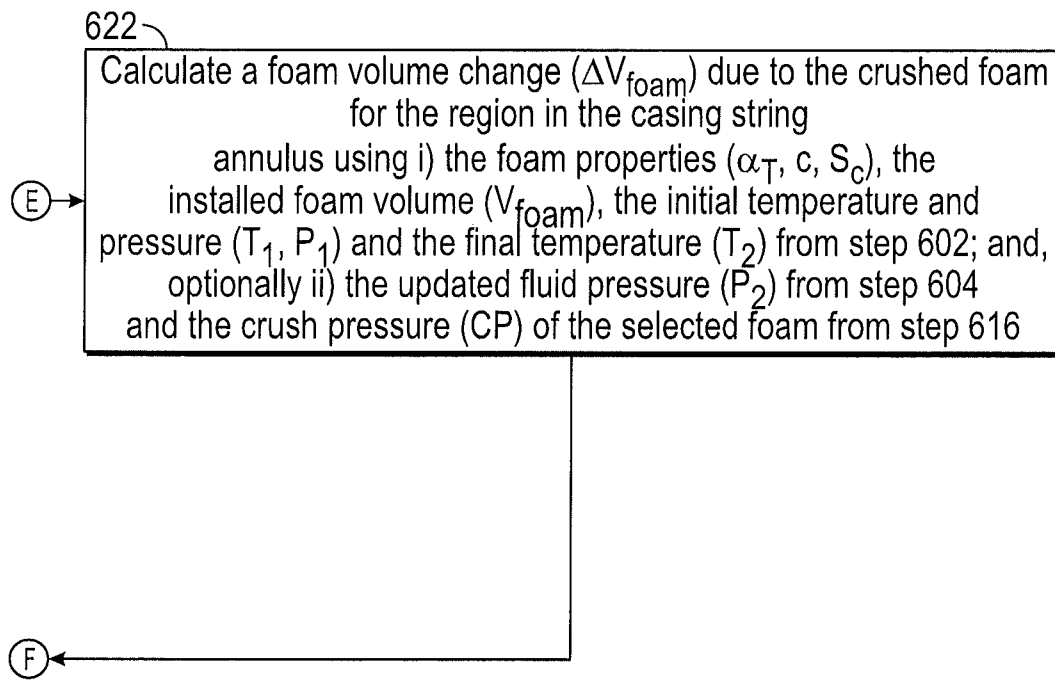 622
Calculate a foam volume change (ΔV_foam) due to the crushed foam
for the region in the casing string
annulus using i) the foam properties (α_T, c, S_c), the
installed foam volume (V_foam), the initial temperature and
pressure (T_1, P_1) and the final temperature (T_2) from step 602; and,
optionally ii) the updated fluid pressure (P_2) from step 604
and the crush pressure (CP) of the selected foam from step 616
E
F